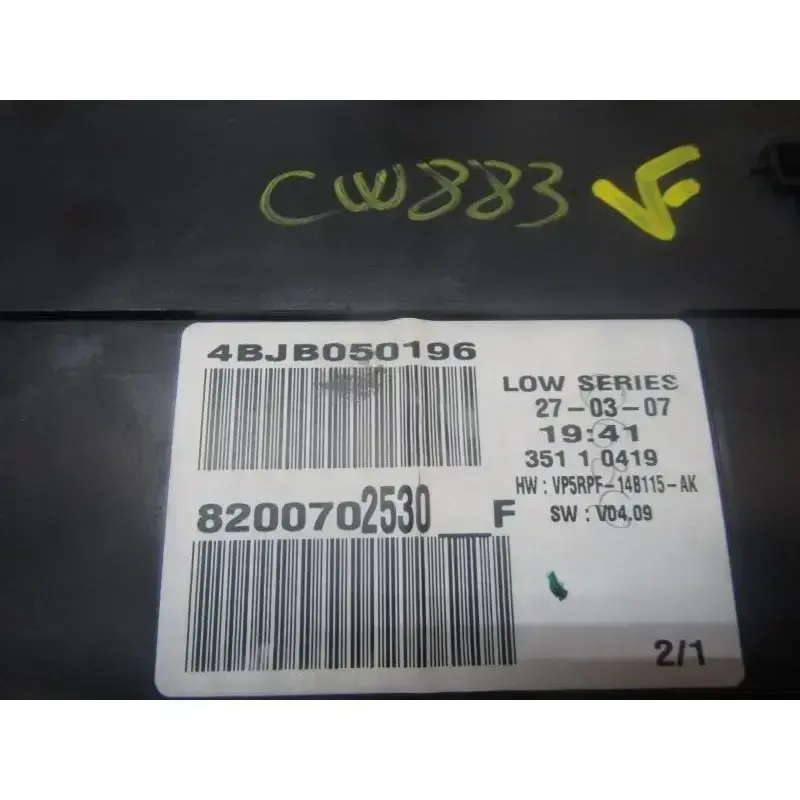 CW883 VF
4BJB050196
LOW SERIES
27-03-07
19:41
351 1 0419
HW : VP5RPF-14B115-AK
SW : V04.09
8200702530__F
2/1